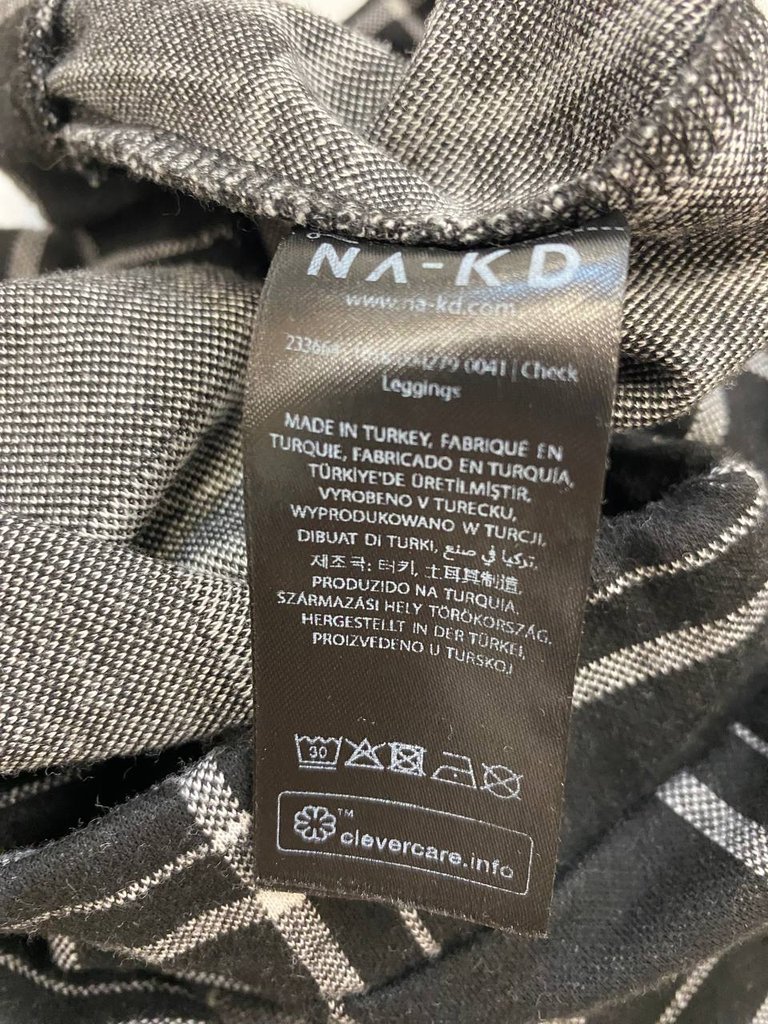 NA-KD
www.na-kd.com
0041 | Check
Leggings
MADE IN TURKEY, FABRIQUÉ EN
TURQUIE, FABRICADO EN TURQUÍA,
TÜRKİYE'DE ÜRETİLMİŞTİR,
VYROBENO V TURECKU,
WYPRODUKOWANO W TURCJI,
DIBUAT DI TURKI, تركيا في صنع,
제조국: 터키, 土耳其制造,
PRODUZIDO NA TURQUIA,
SZÁRMAZÁSI HELY TÖRÖKORSZÁG,
HERGESTELLT IN DER TÜRKEI,
PROIZVEDENO U TURSKOJ
30
™ clevercare.info